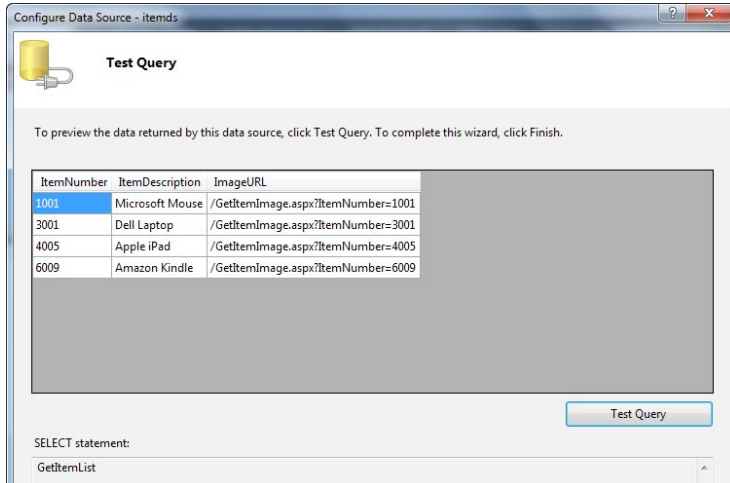 Configure Data Source - itemds
Test Query
To preview the data returned by this data source, click Test Query. To complete this wizard, click Finish.
ItemNumber ItemDescription ImageURL
1001 Microsoft Mouse /GetItemImage.aspx?ItemNumber=1001
3001 Dell Laptop /GetItemImage.aspx?ItemNumber=3001
4005 Apple iPad /GetItemImage.aspx?ItemNumber=4005
6009 Amazon Kindle /GetItemImage.aspx?ItemNumber=6009
Test Query
SELECT statement:
GetItemList